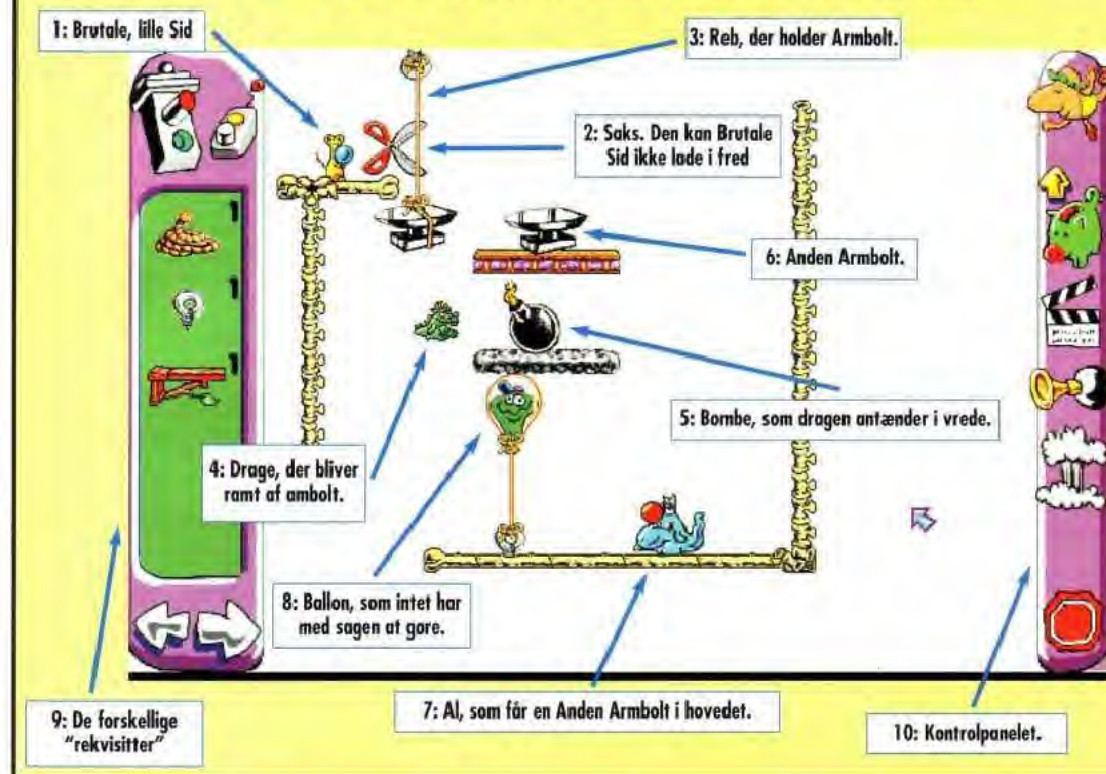 1: Brutale, lille Sid
3: Reb, der holder Armbolt.
2: Saks. Den kan Brutale
Sid ikke lade i fred
6: Anden Armbolt.
5: Bombe, som dragen antænder i vrede.
4: Drage, der bliver
ramt af ambolt.
8: Ballon, som intet har
med sagen at gøre.
7: Al, som får en Anden Armbolt i hovedet.
9: De forskellige
"rekvisitter"
10: Kontrolpanelet.
1
1
1